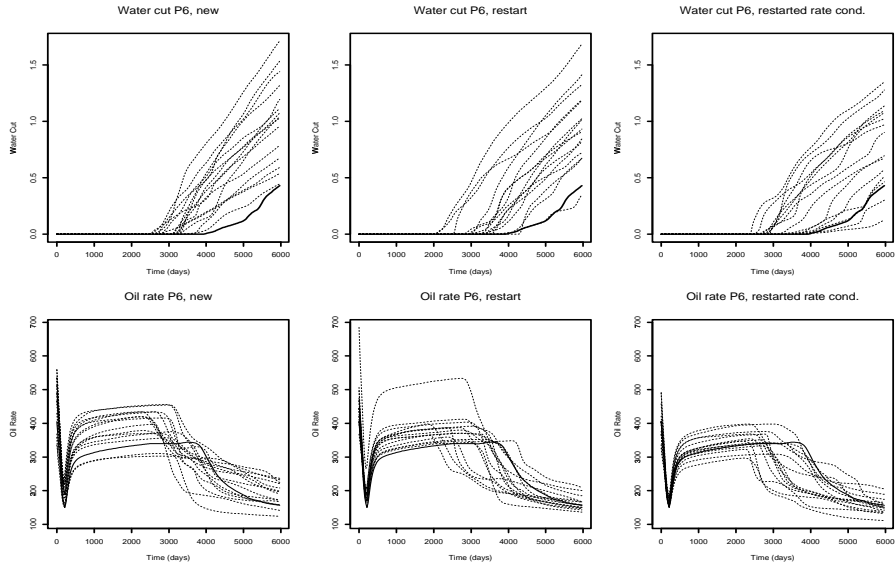 Water cut P6, new
Water cut P6, restart
Water cut P6, restarted rate cond.
Water Cut
1.5
1.0
0.5
0.0
0 1000 2000 3000 4000 5000 6000
Time (days)
Water Cut
1.5
1.0
0.5
0.0
0 1000 2000 3000 4000 5000 6000
Time (days)
Water Cut
1.5
1.0
0.5
0.0
0 1000 2000 3000 4000 5000 6000
Time (days)
Oil rate P6, new
Oil rate P6, restart
Oil rate P6, restarted rate cond.
Oil Rate
700
600
500
400
300
200
100
0 1000 2000 3000 4000 5000 6000
Time (days)
Oil Rate
700
600
500
400
300
200
100
0 1000 2000 3000 4000 5000 6000
Time (days)
Oil Rate
700
600
500
400
300
200
100
0 1000 2000 3000 4000 5000 6000
Time (days)